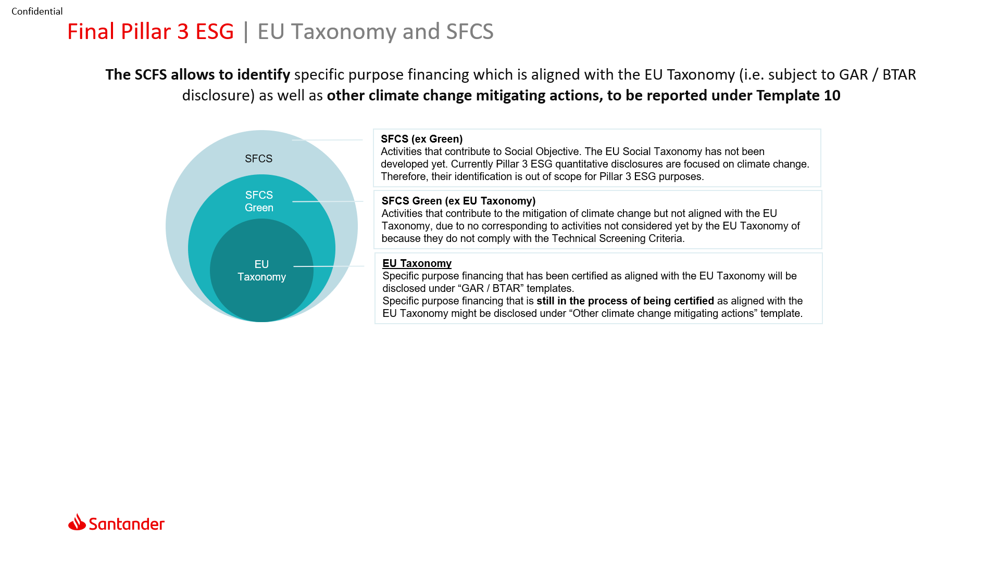 Confidential
Final Pillar 3 ESG | EU Taxonomy and SFCS
The SCFS allows to identify specific purpose financing which is aligned with the EU Taxonomy (i.e. subject to GAR / BTAR
disclosure) as well as other climate change mitigating actions, to be reported under Template 10
SFCS
SFCS
Green
EU
Taxonomy
SFCS (ex Green)
Activities that contribute to Social Objective. The EU Social Taxonomy has not been
developed yet. Currently Pillar 3 ESG quantitative disclosures are focused on climate change.
Therefore, their identification is out of scope for Pillar 3 ESG purposes.
SFCS Green (ex EU Taxonomy)
Activities that contribute to the mitigation of climate change but not aligned with the EU
Taxonomy, due to no corresponding to activities not considered yet by the EU Taxonomy of
because they do not comply with the Technical Screening Criteria.
EU Taxonomy
Specific purpose financing that has been certified as aligned with the EU Taxonomy will be
disclosed under “GAR / BTAR” templates.
Specific purpose financing that is still in the process of being certified as aligned with the
EU Taxonomy might be disclosed under “Other climate change mitigating actions” template.
Santander